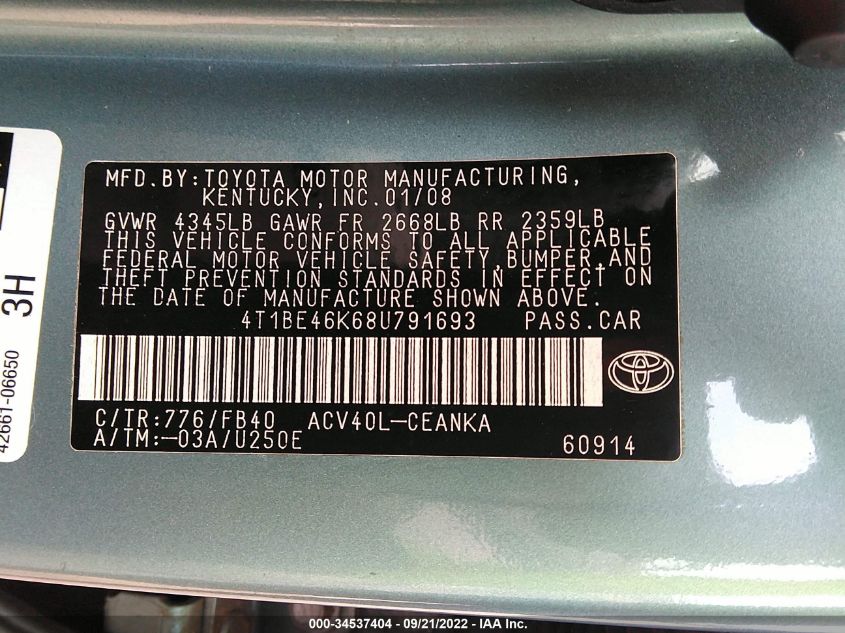 MFD.BY:TOYOTA MOTOR MANUFACTURING,
KENTUCKY,INC.01/08
GVWR 4345LB GAWR FR 2668LB RR 2359LB
THIS VEHICLE CONFORMS TO ALL APPLICABLE
FEDERAL MOTOR VEHICLE SAFETY,BUMPER,AND
THEFT PREVENTION STANDARDS IN EFFECT ON
THE DATE OF MANUFACTURE SHOWN ABOVE.
4T1BE46K68U791693 PASS.CAR
C/TR:776/FB40 ACV40L-CEANKA
A/TM:-03A/U250E 60914
3H
42661-06650
000-34537404 - 09/21/2022 - IAA Inc.